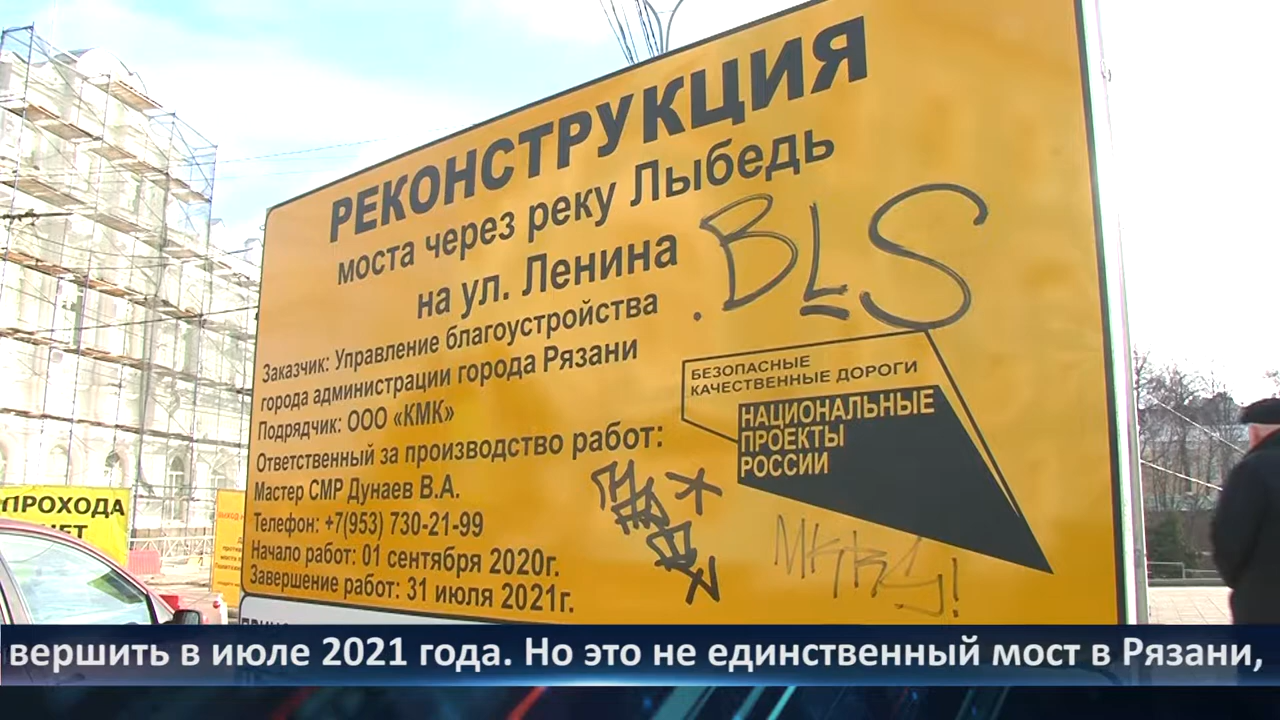 РЕКОНСТРУКЦИЯ
моста через реку Лыбедь
на ул. Ленина
BLS
Заказчик: Управление благоустройства
города администрации города Рязани
Подрядчик: ООО «КМК»
Ответственный за производство работ:
Мастер СМР Дунаев В.А.
Телефон: +7(953) 730-21-99
Начало работ: 01 сентября 2020г.
Завершение работ: 31 июля 2021г.
БЕЗОПАСНЫЕ
КАЧЕСТВЕННЫЕ ДОРОГИ
НАЦИОНАЛЬНЫЕ
ПРОЕКТЫ
РОССИИ
ПРОХОДА
НЕТ
вершить в июле 2021 года. Но это не единственный мост в Рязани,